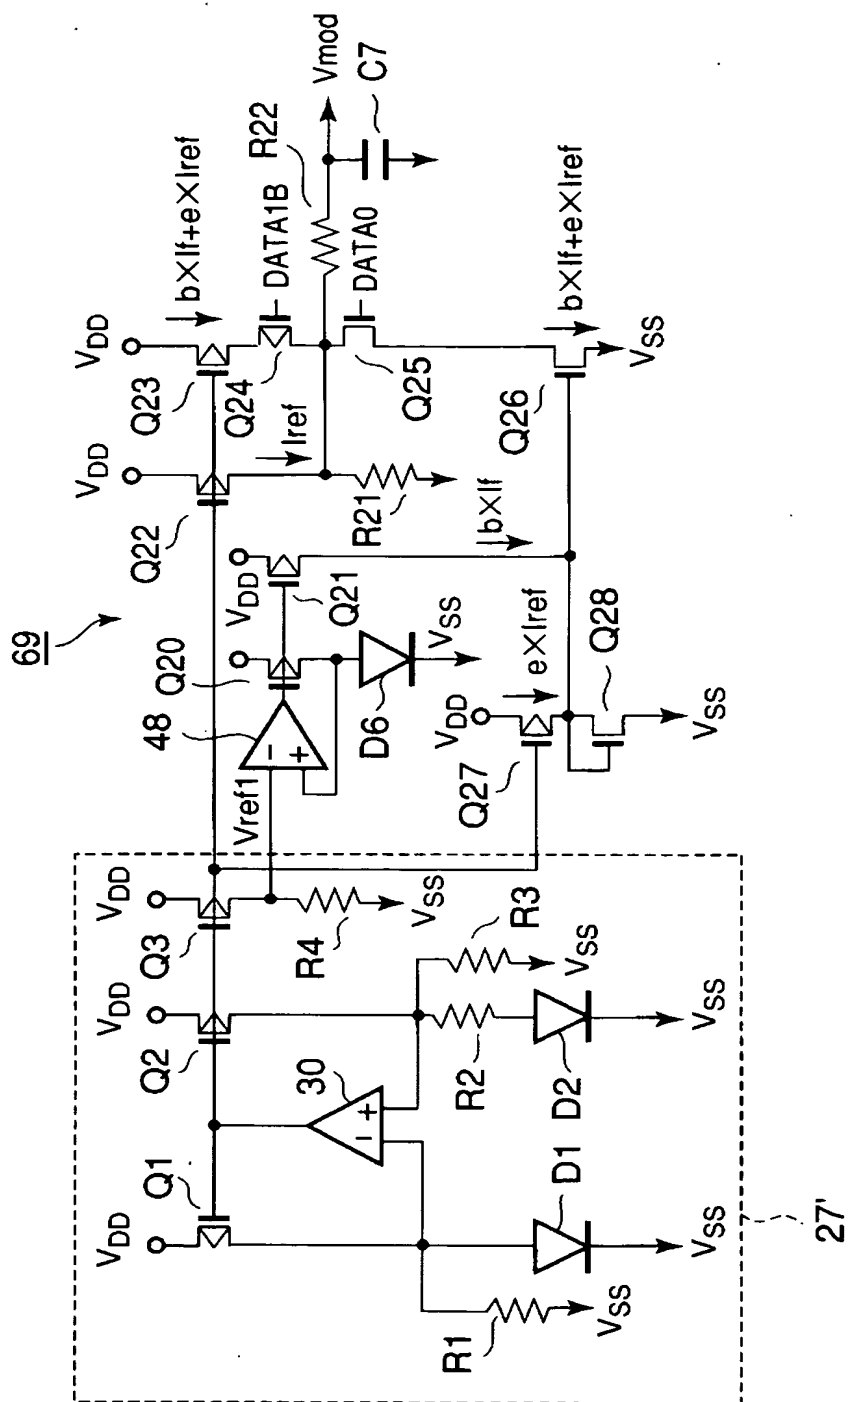 69
27'
VDD
Q1
VDD
Q2
VDD
Q3
30
−
+
R1
VSS
D1
VSS
R2
D2
VSS
R3
VSS
R4
VSS
Vref1
48
−
+
Q20
VDD
Q21
D6
VSS
b×If
VDD
Q27
e×Iref
Q28
VSS
VDD
Q22
Iref
R21
VDD
Q23
b×If+e×Iref
Q24
DATA1B
Q25
DATA0
Q26
b×If+e×Iref
VSS
R22
Vmod
C7